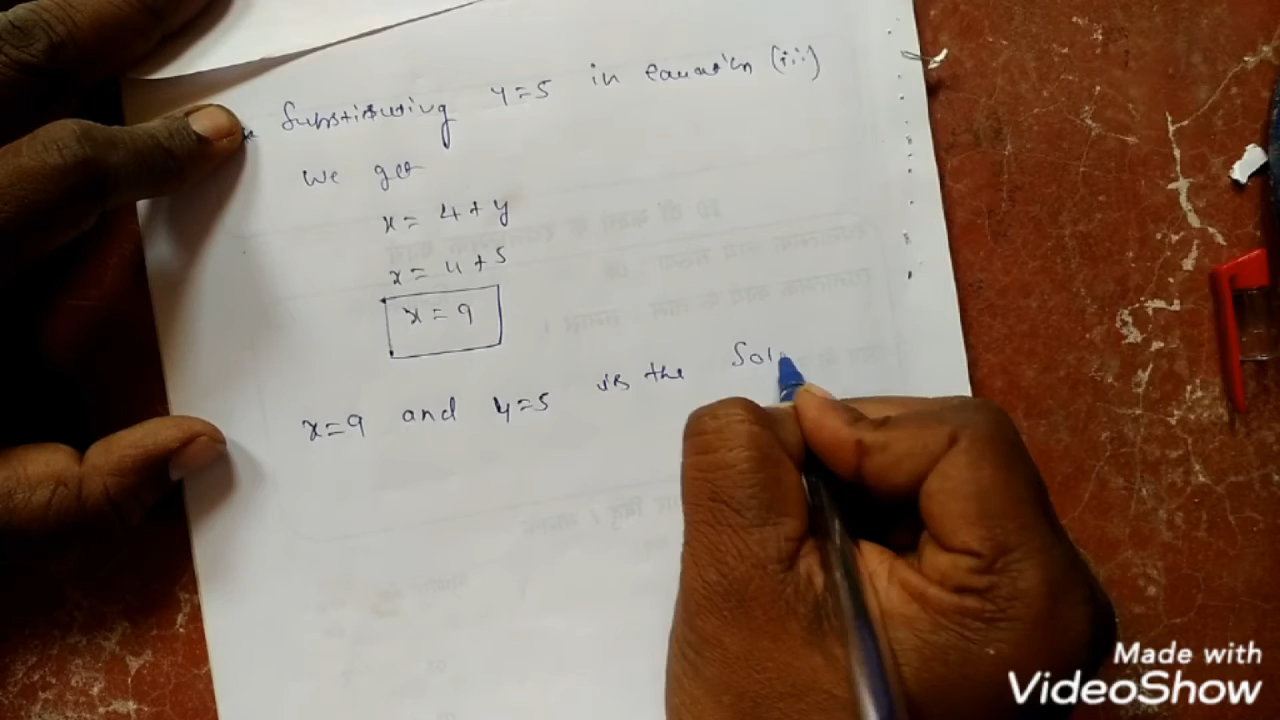 Substituting y=5 in equation (iii)
we get
x = 4 + y
x = 4 + 5
x = 9
x=9 and y=5 is the Sol
Made with
VideoShow